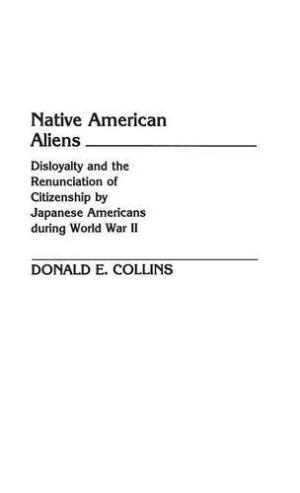 Native American
Aliens
Disloyalty and the
Renunciation of
Citizenship by
Japanese Americans
during World War II
DONALD E. COLLINS